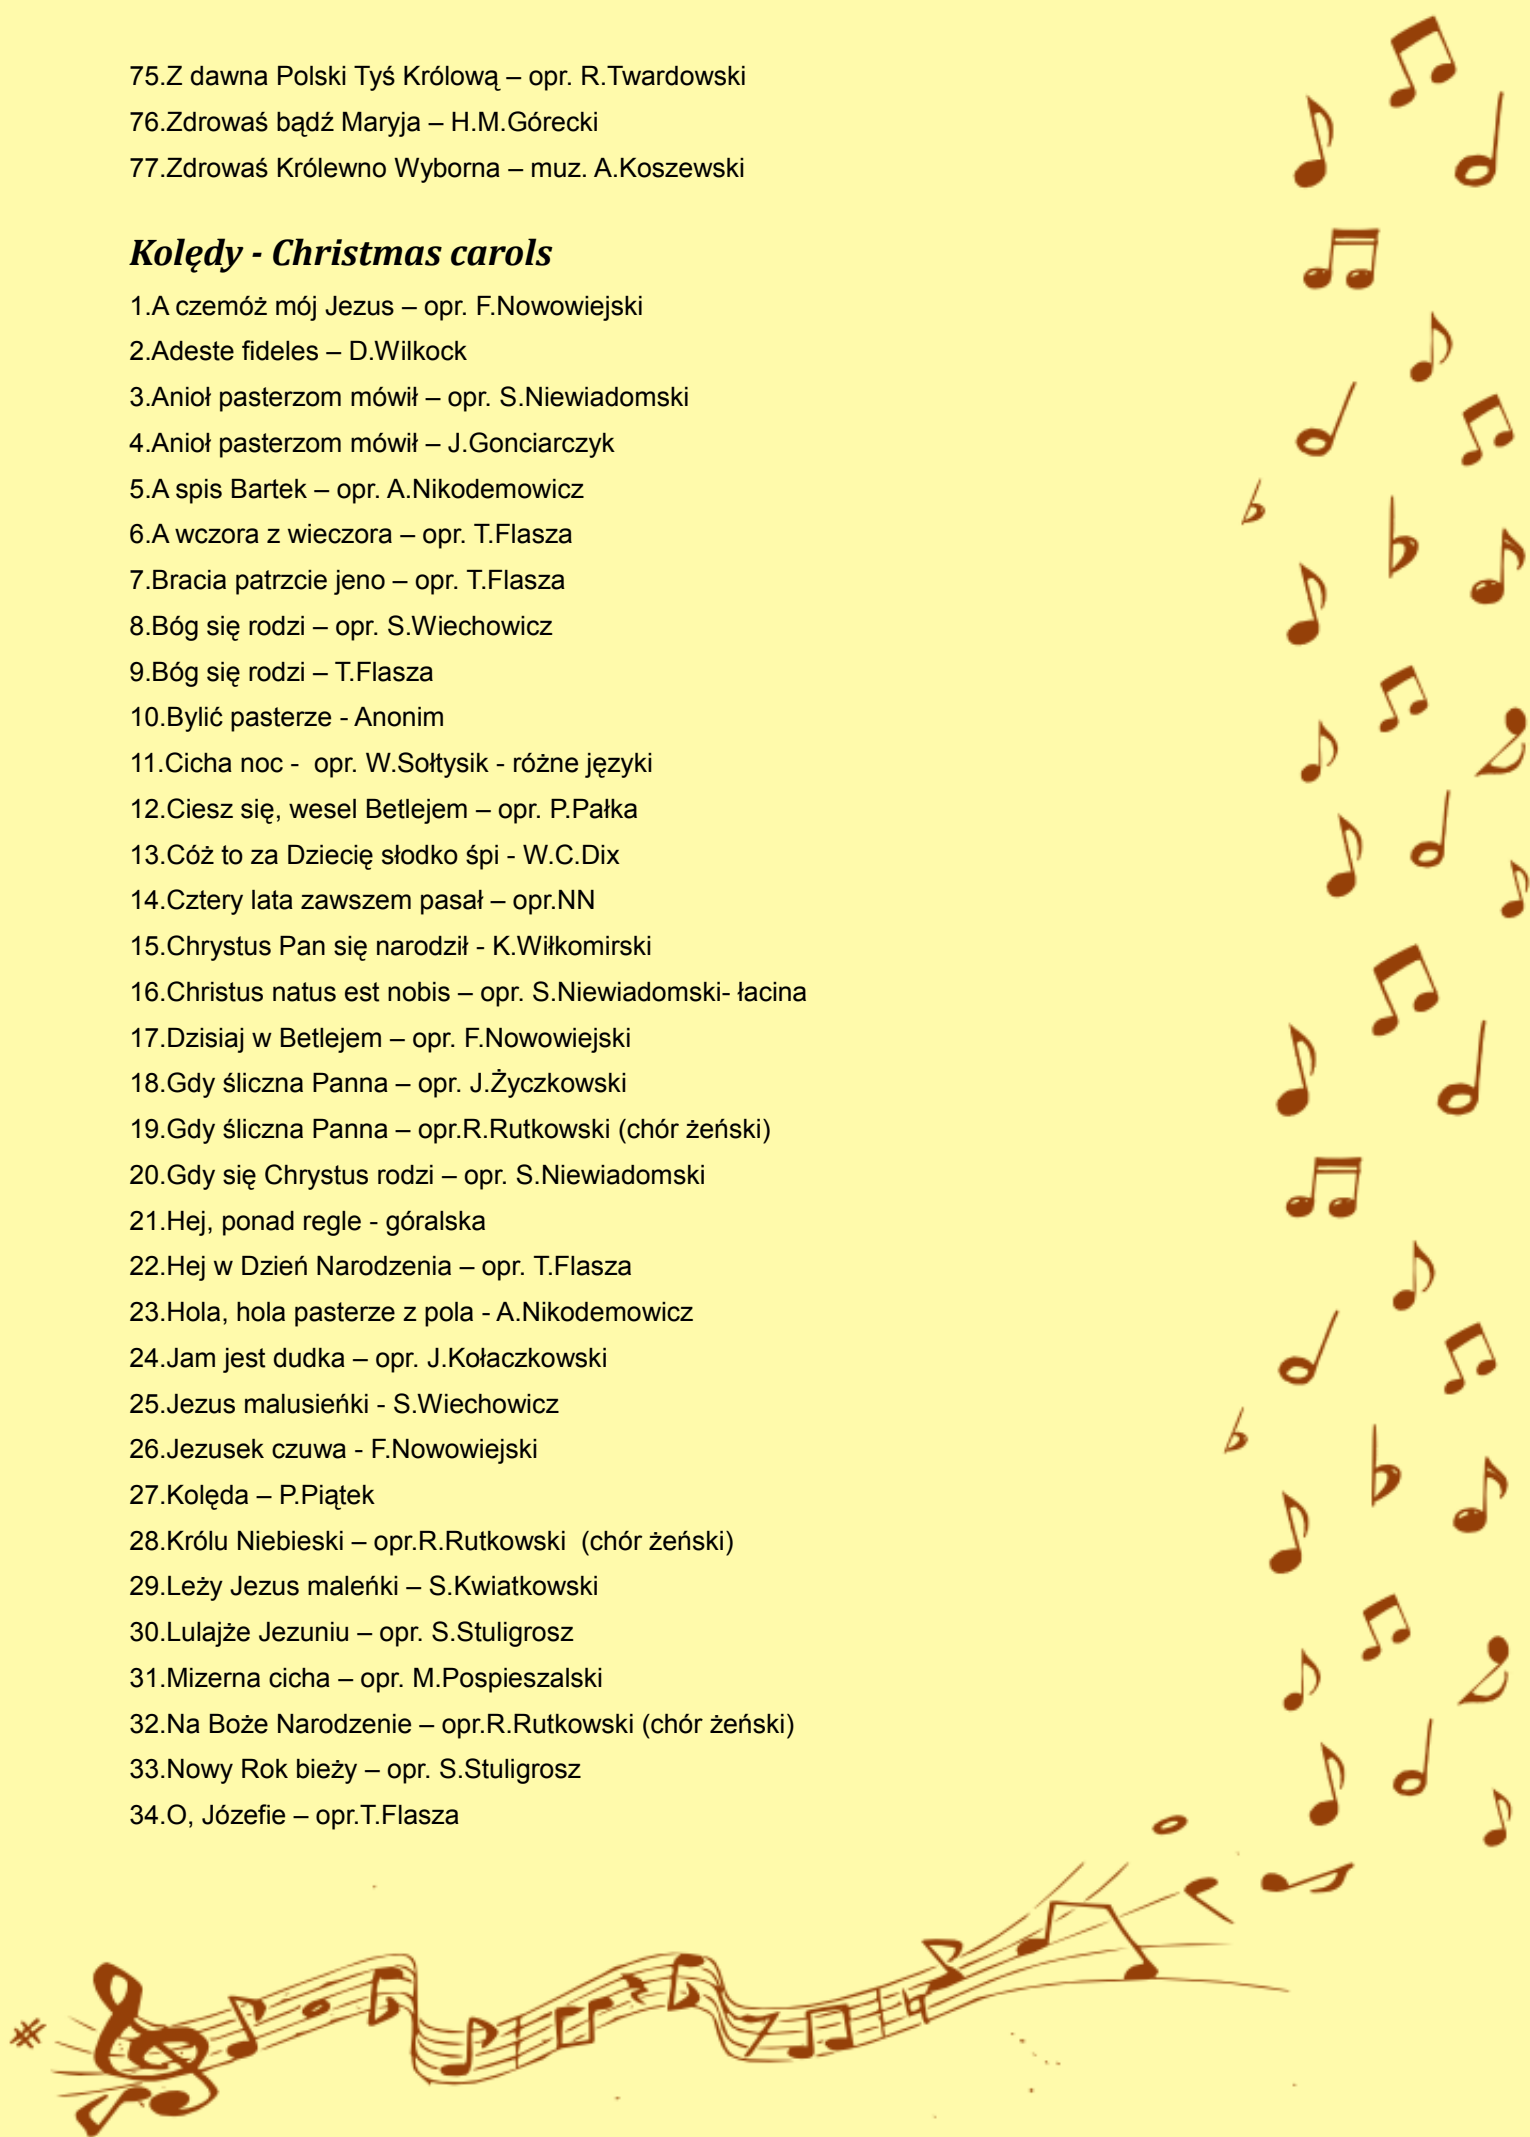 75.Z dawna Polski Tyś Królową – opr. R.Twardowski
76.Zdrowaś bądź Maryja – H.M.Górecki
77.Zdrowaś Królewno Wyborna – muz. A.Koszewski
Kolędy - Christmas carols
1.A czemóż mój Jezus – opr. F.Nowowiejski
2.Adeste fideles – D.Wilkock
3.Anioł pasterzom mówił – opr. S.Niewiadomski
4.Anioł pasterzom mówił – J.Gonciarczyk
5.A spis Bartek – opr. A.Nikodemowicz
6.A wczora z wieczora – opr. T.Flasza
7.Bracia patrzcie jeno – opr. T.Flasza
8.Bóg się rodzi – opr. S.Wiechowicz
9.Bóg się rodzi – T.Flasza
10.Bylić pasterze - Anonim
11.Cicha noc -  opr. W.Sołtysik - różne języki
12.Ciesz się, wesel Betlejem – opr. P.Pałka
13.Cóż to za Dziecię słodko śpi - W.C.Dix
14.Cztery lata zawszem pasał – opr.NN
15.Chrystus Pan się narodził - K.Wiłkomirski
16.Christus natus est nobis – opr. S.Niewiadomski- łacina
17.Dzisiaj w Betlejem – opr. F.Nowowiejski
18.Gdy śliczna Panna – opr. J.Życzkowski
19.Gdy śliczna Panna – opr.R.Rutkowski (chór żeński)
20.Gdy się Chrystus rodzi – opr. S.Niewiadomski
21.Hej, ponad regle - góralska
22.Hej w Dzień Narodzenia – opr. T.Flasza
23.Hola, hola pasterze z pola - A.Nikodemowicz
24.Jam jest dudka – opr. J.Kołaczkowski
25.Jezus malusieńki - S.Wiechowicz
26.Jezusek czuwa - F.Nowowiejski
27.Kolęda – P.Piątek
28.Królu Niebieski – opr.R.Rutkowski  (chór żeński)
29.Leży Jezus maleńki – S.Kwiatkowski
30.Lulajże Jezuniu – opr. S.Stuligrosz
31.Mizerna cicha – opr. M.Pospieszalski
32.Na Boże Narodzenie – opr.R.Rutkowski (chór żeński)
33.Nowy Rok bieży – opr. S.Stuligrosz
34.O, Józefie – opr.T.Flasza